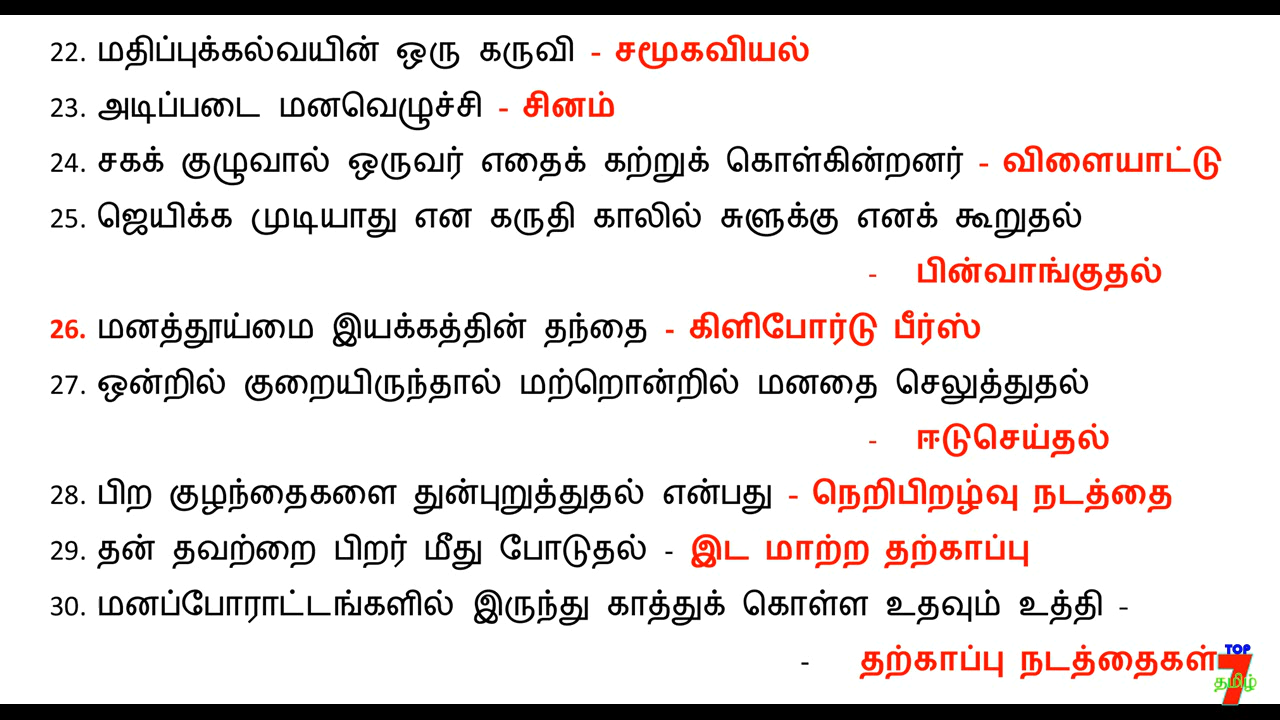 22. மதிப்புக்கல்வயின் ஒரு கருவி - சமூகவியல்
23. அடிப்படை மனவெழுச்சி - சினம்
24. சகக் குழுவால் ஒருவர் எதைக் கற்றுக் கொள்கின்றனர் - விளையாட்டு
25. ஜெயிக்க முடியாது என கருதி காலில் சுளுக்கு எனக் கூறுதல்
- பின்வாங்குதல்
26. மனத்தூய்மை இயக்கத்தின் தந்தை - கிளிபோர்டு பீர்ஸ்
27. ஒன்றில் குறையிருந்தால் மற்றொன்றில் மனதை செலுத்துதல்
- ஈடுசெய்தல்
28. பிற குழந்தைகளை துன்புறுத்துதல் என்பது - நெறிபிறழ்வு நடத்தை
29. தன் தவற்றை பிறர் மீது போடுதல் - இட மாற்ற தற்காப்பு
30. மனப்போராட்டங்களில் இருந்து காத்துக் கொள்ள உதவும் உத்தி -
- தற்காப்பு நடத்தைகள்
TOP
7
தமிழ்